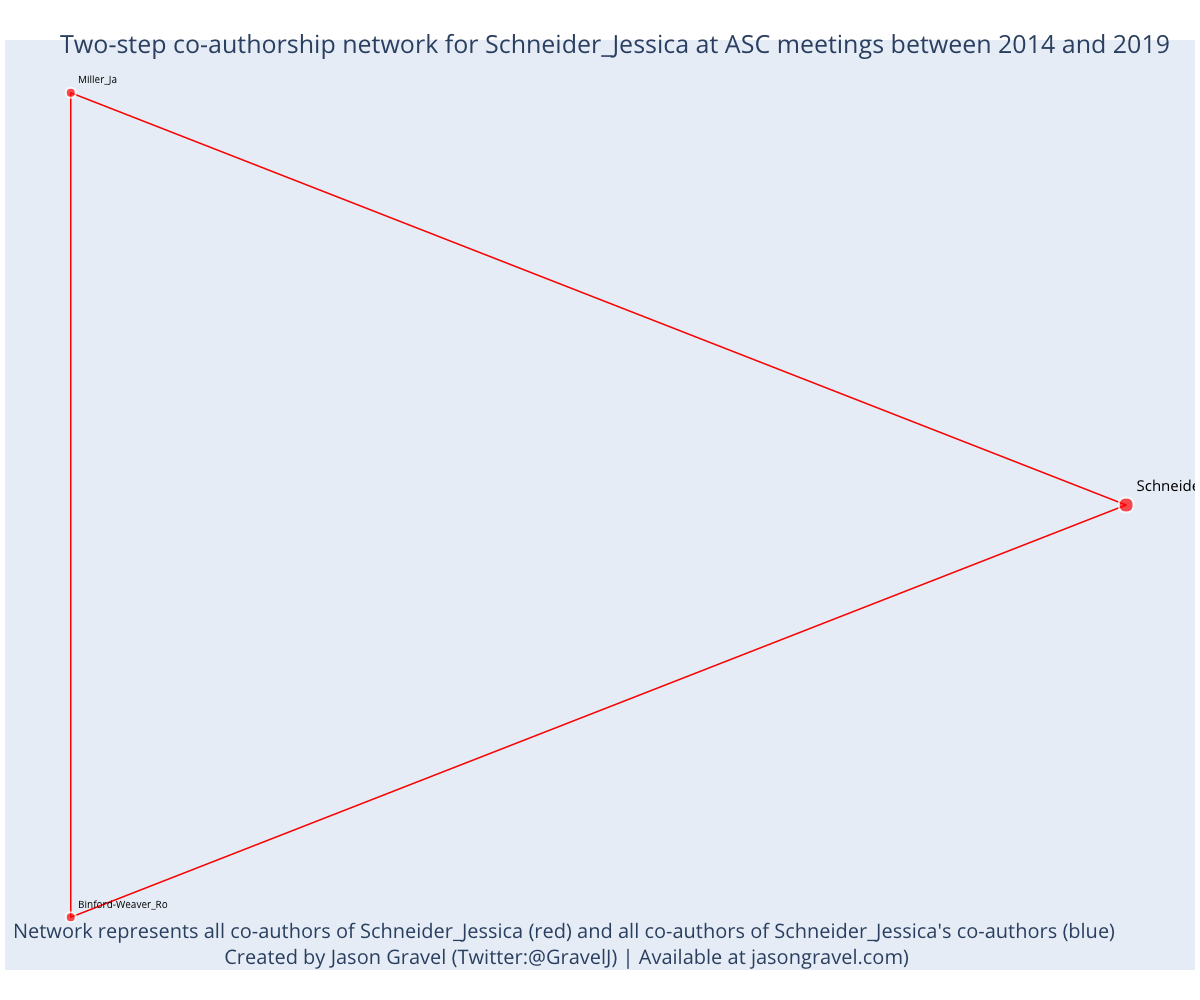 Two-step co-authorship network for Schneider_Jessica at ASC meetings between 2014 and 2019
Miller_Ja
Schneide
Binford-Weaver_Ro
Network represents all co-authors of Schneider_Jessica (red) and all co-authors of Schneider_Jessica's co-authors (blue)
Created by Jason Gravel (Twitter:@GravelJ) | Available at jasongravel.com)